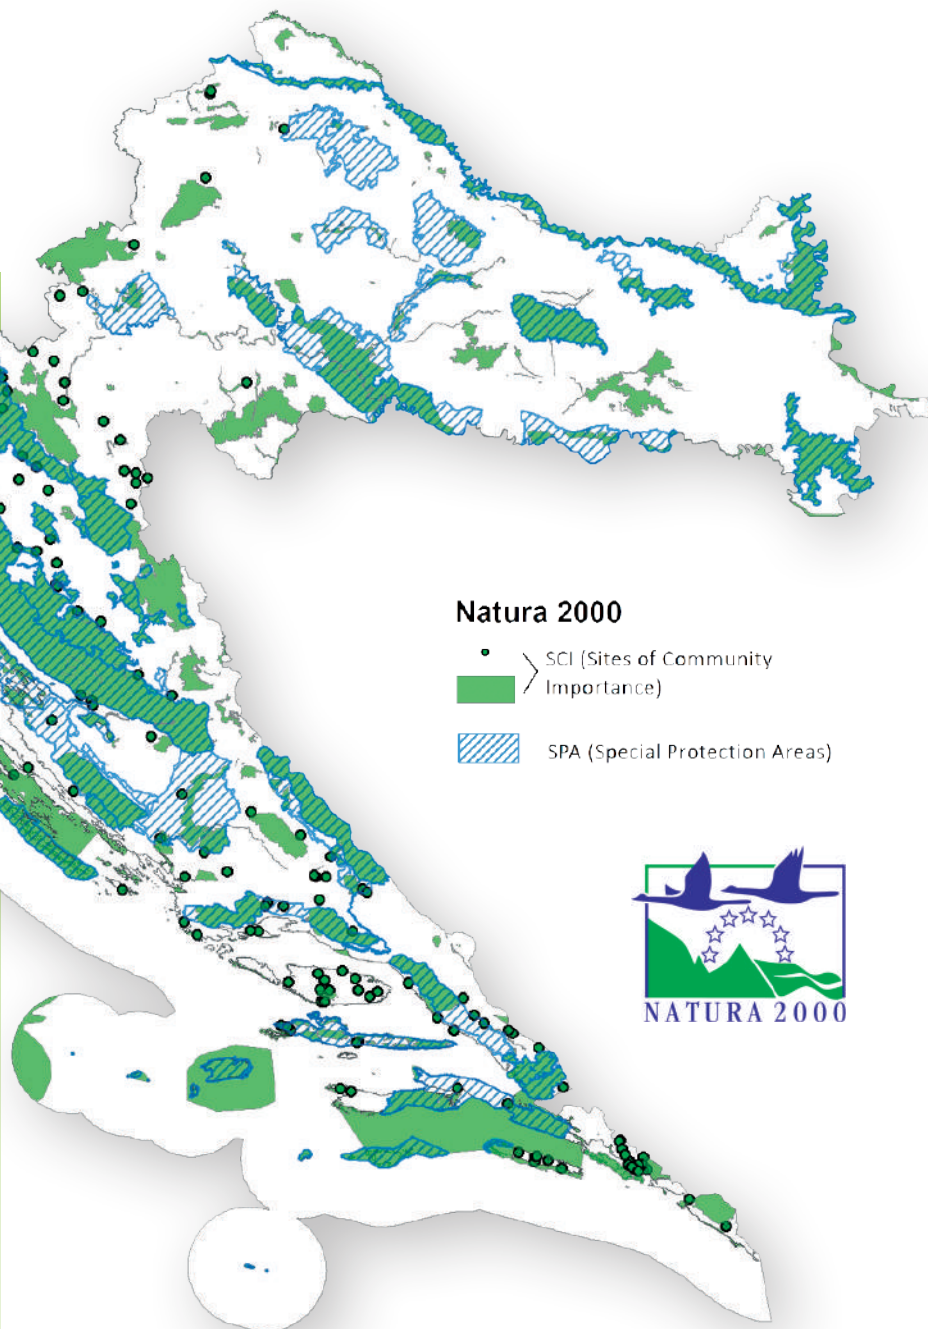 Natura 2000
SCI (Sites of Community
Importance)
SPA (Special Protection Areas)
NATURA 2000